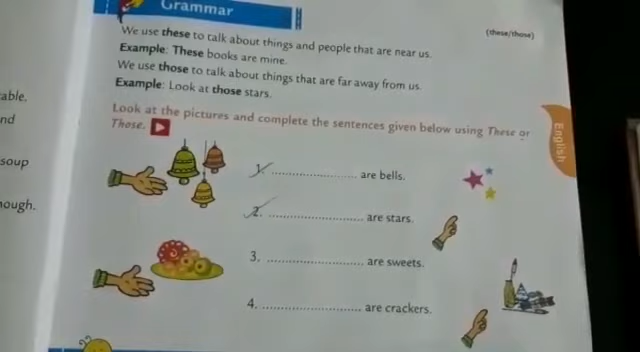 Grammar
(these/those)
We use these to talk about things and people that are near us.
Example: These books are mine.
We use those to talk about things that are far away from us.
Example: Look at those stars.
Look at the pictures and complete the sentences given below using These or
Those.
1. ........................ are bells.
2. ........................ are stars.
3. ........................ are sweets.
4. ........................ are crackers.
English
able.
nd
soup
ough.